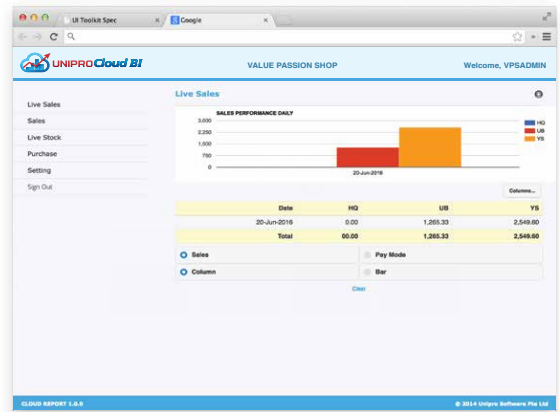 UI Toolkit Spec
Google
UNIPRO Cloud BI
VALUE PASSION SHOP
Welcome, VPSADMIN
Live Sales
Sales
Live Stock
Purchase
Setting
Sign Out
Live Sales
SALES PERFORMANCE DAILY
3,000
2,250
1,500
750
0
20-Jun-2016
HQ
UB
YS
Columns...
Date HQ UB YS
20-Jun-2016 0.00 1,265.33 2,549.60
Total 00.00 1,265.33 2,549.60
Sales Pay Mode
Column Bar
Clear
CLOUD REPORT 1.0.0
© 2014 Unipro Software Pte Ltd